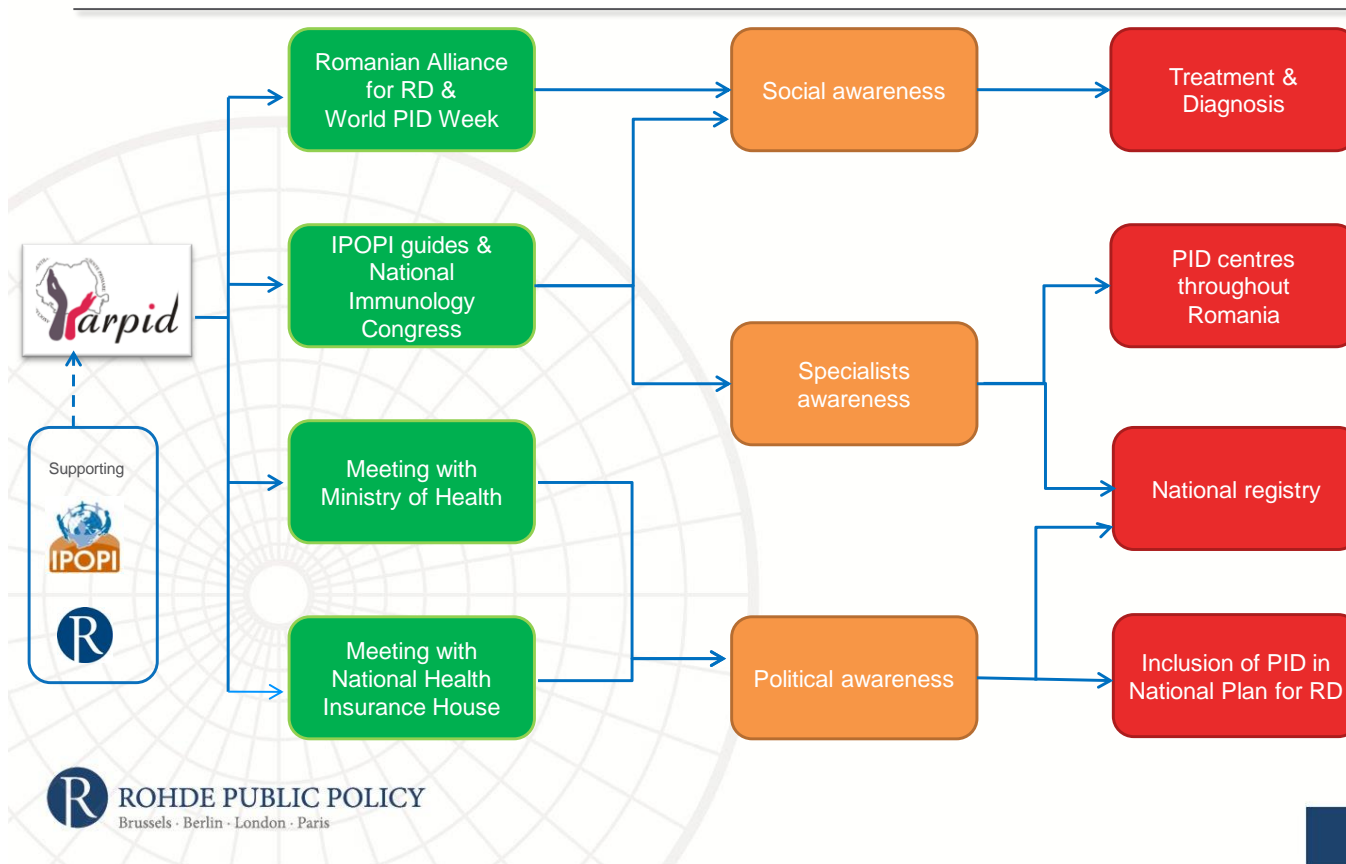 Romanian Alliance
for RD &
World PID Week
Social awareness
Treatment &
Diagnosis
IPOPI guides &
National
Immunology
Congress
PID centres
throughout
Romania
arpid
Specialists
awareness
Supporting
IPOPI
R
Meeting with
Ministry of Health
National registry
Meeting with
National Health
Insurance House
Political awareness
Inclusion of PID in
National Plan for RD
R
ROHDE PUBLIC POLICY
Brussels · Berlin · London · Paris